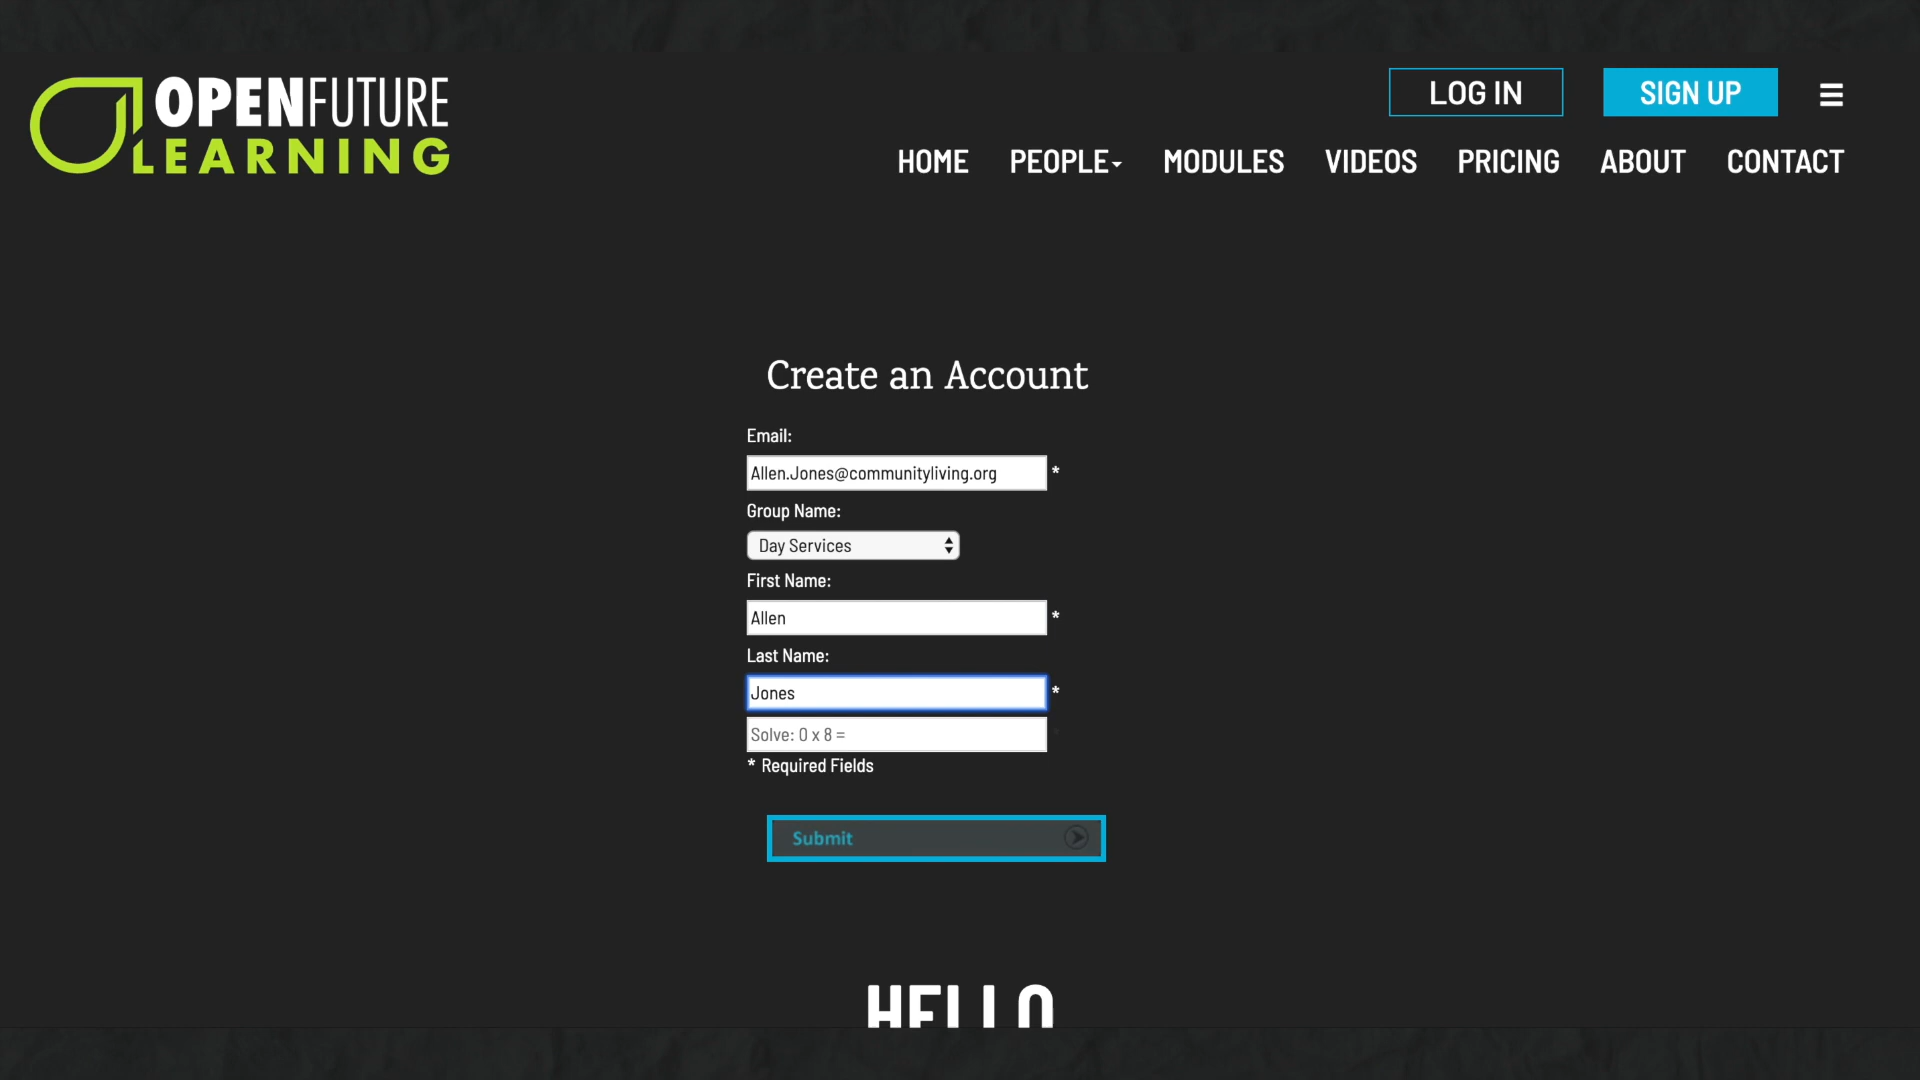 OPENFUTURE
LEARNING
LOG IN
SIGN UP
HOME PEOPLE MODULES VIDEOS PRICING ABOUT CONTACT
Create an Account
Email:
Allen.Jones@communityliving.org *
Group Name:
Day Services
First Name:
Allen *
Last Name:
Jones *
Solve: 0 x 8 =
* Required Fields
Submit
HELLO